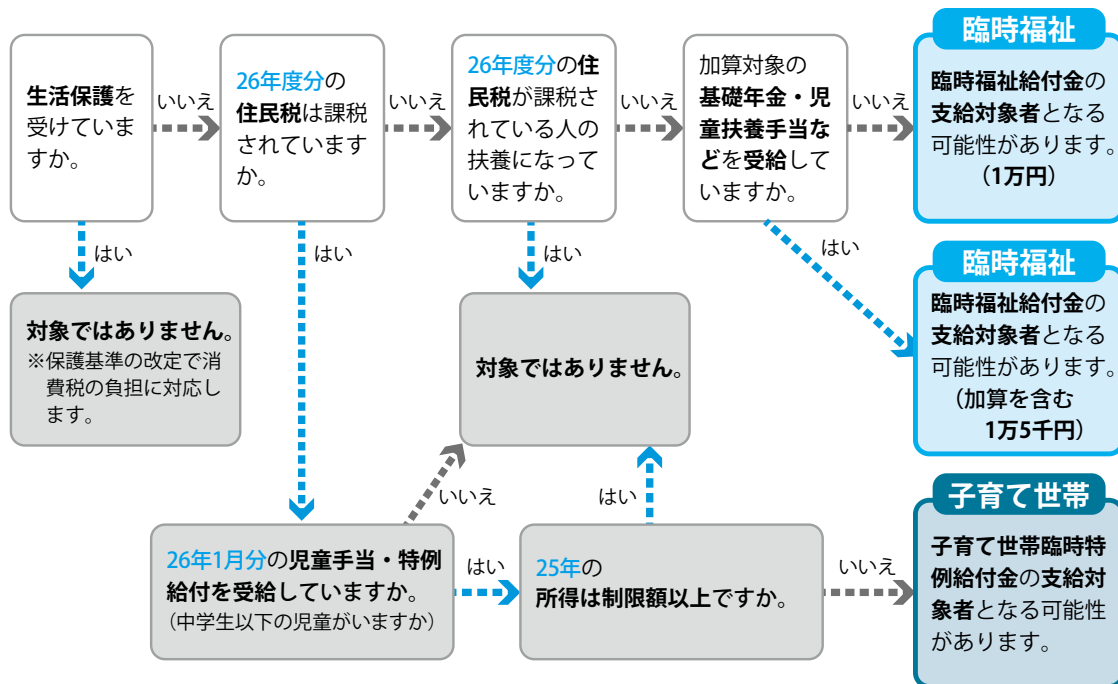 生活保護を
受けていま
すか。
いいえ
26年度分の
住民税は課税
されています
か。
いいえ
26年度分の住
民税が課税さ
れている人の
扶養になって
いますか。
いいえ
加算対象の
基礎年金・児
童扶養手当な
どを受給して
いますか。
いいえ
臨時福祉
臨時福祉給付金の
支給対象者となる
可能性があります。
（1万円）
はい
はい
はい
はい
対象ではありません。
※保護基準の改定で消
費税の負担に対応し
ます。
対象ではありません。
臨時福祉
臨時福祉給付金の
支給対象者となる
可能性があります。
（加算を含む
1万5千円）
いいえ
はい
26年1月分の児童手当・特例
給付を受給していますか。
（中学生以下の児童がいますか）
はい
25年の
所得は制限額以上ですか。
いいえ
子育て世帯
子育て世帯臨時特
例給付金の支給対
象者となる可能性
があります。